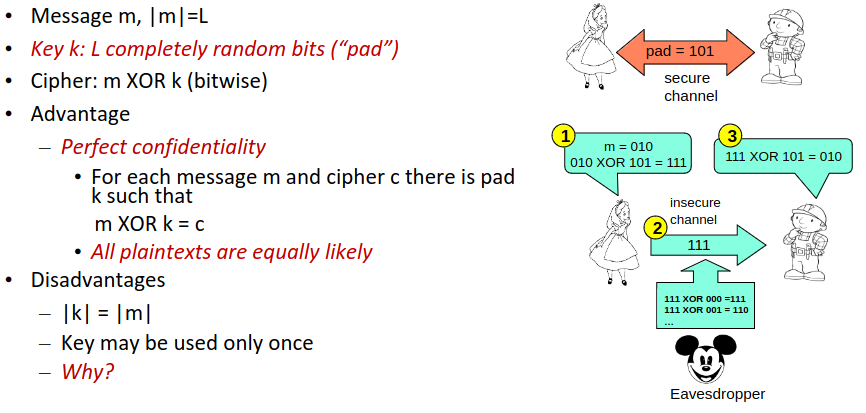 • Message m, |m|=L
• Key k: L completely random bits (“pad”)
• Cipher: m XOR k (bitwise)
• Advantage
– Perfect confidentiality
• For each message m and cipher c there is pad
k such that
m XOR k = c
• All plaintexts are equally likely
• Disadvantages
– |k| = |m|
– Key may be used only once
– Why?
pad = 101
secure
channel
1
m = 010
010 XOR 101 = 111
3
111 XOR 101 = 010
insecure
channel
2
111
111 XOR 000 =111
111 XOR 001 = 110
...
Eavesdropper